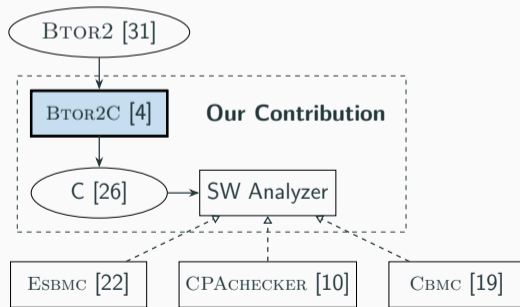 BTOR2 [31]
BTOR2C [4]
Our Contribution
C [26]
SW Analyzer
ESBMC [22]
CPACHECKER [10]
CBMC [19]